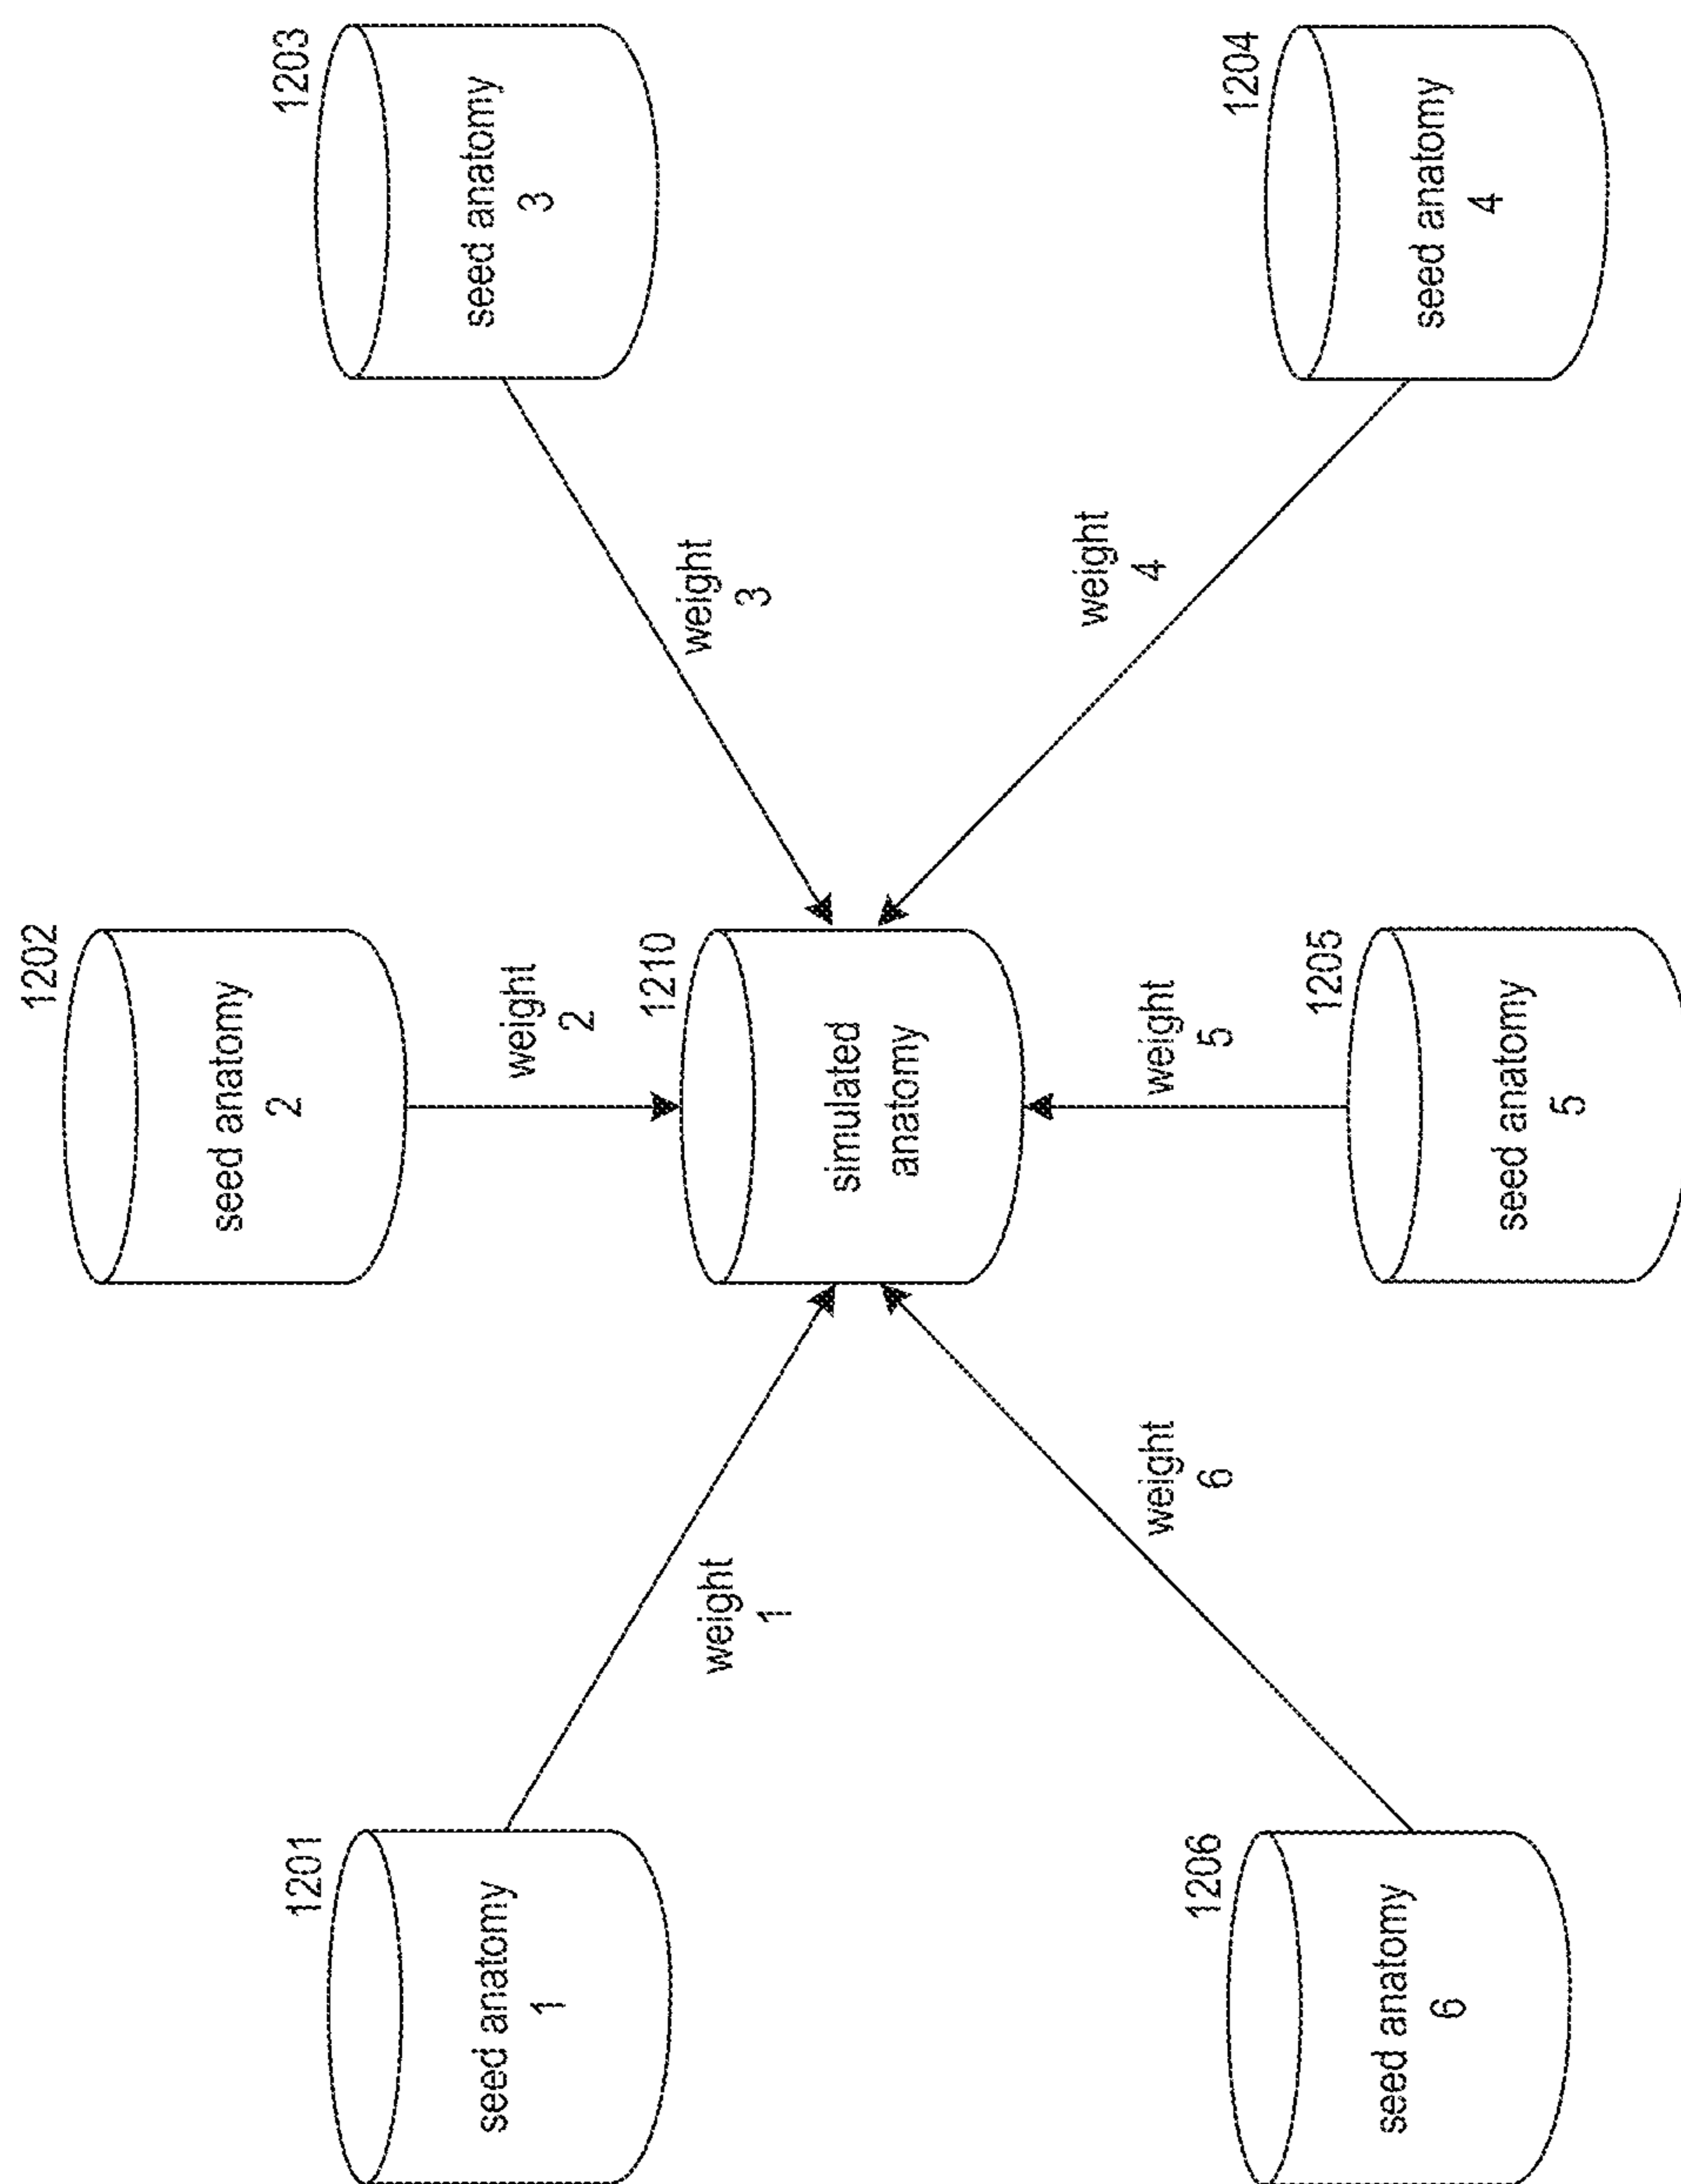 1202
seed anatomy
2
1201
seed anatomy
1
1203
seed anatomy
3
weight
1
weight
2
weight
3
1210
simulated
anatomy
weight
6
weight
5
weight
4
1206
seed anatomy
6
1205
seed anatomy
5
1204
seed anatomy
4